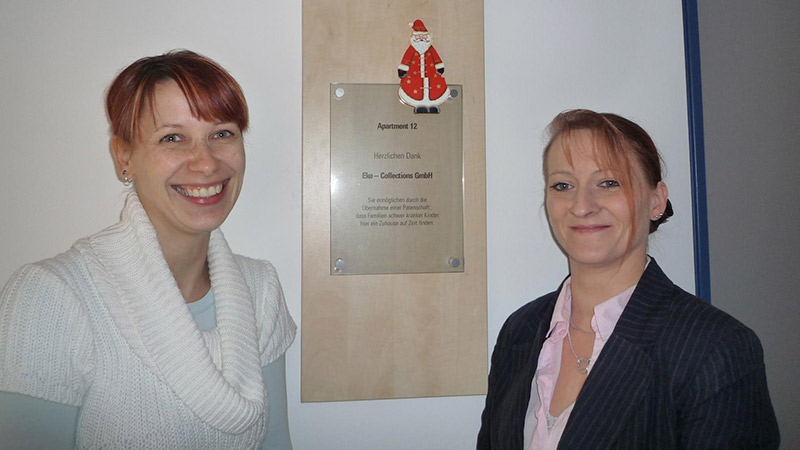 Apartment 12
Herzlichen Dank
Elra – Collections GmbH
Sie ermöglichen durch die
Übernahme einer Patenschaft
dass Familien schwer kranker Kinder
hier ein Zuhause auf Zeit finden.